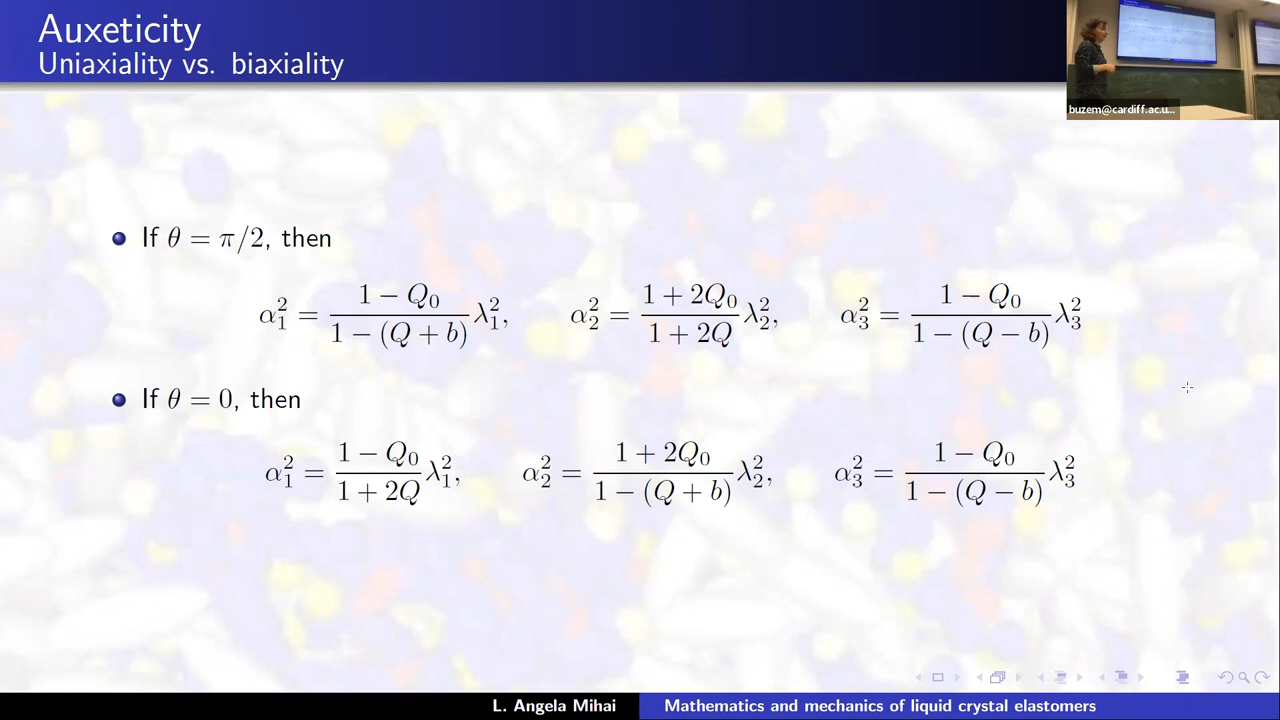 Auxeticity
Uniaxiality vs. biaxiality
buzem@cardiff.ac.u...
If θ = π/2, then
α₁² = (1 − Q₀)/(1 − (Q + b)) λ₁², α₂² = (1 + 2Q₀)/(1 + 2Q) λ₂², α₃² = (1 − Q₀)/(1 − (Q − b)) λ₃²
If θ = 0, then
α₁² = (1 − Q₀)/(1 + 2Q) λ₁², α₂² = (1 + 2Q₀)/(1 − (Q + b)) λ₂², α₃² = (1 − Q₀)/(1 − (Q − b)) λ₃²
L. Angela Mihai Mathematics and mechanics of liquid crystal elastomers